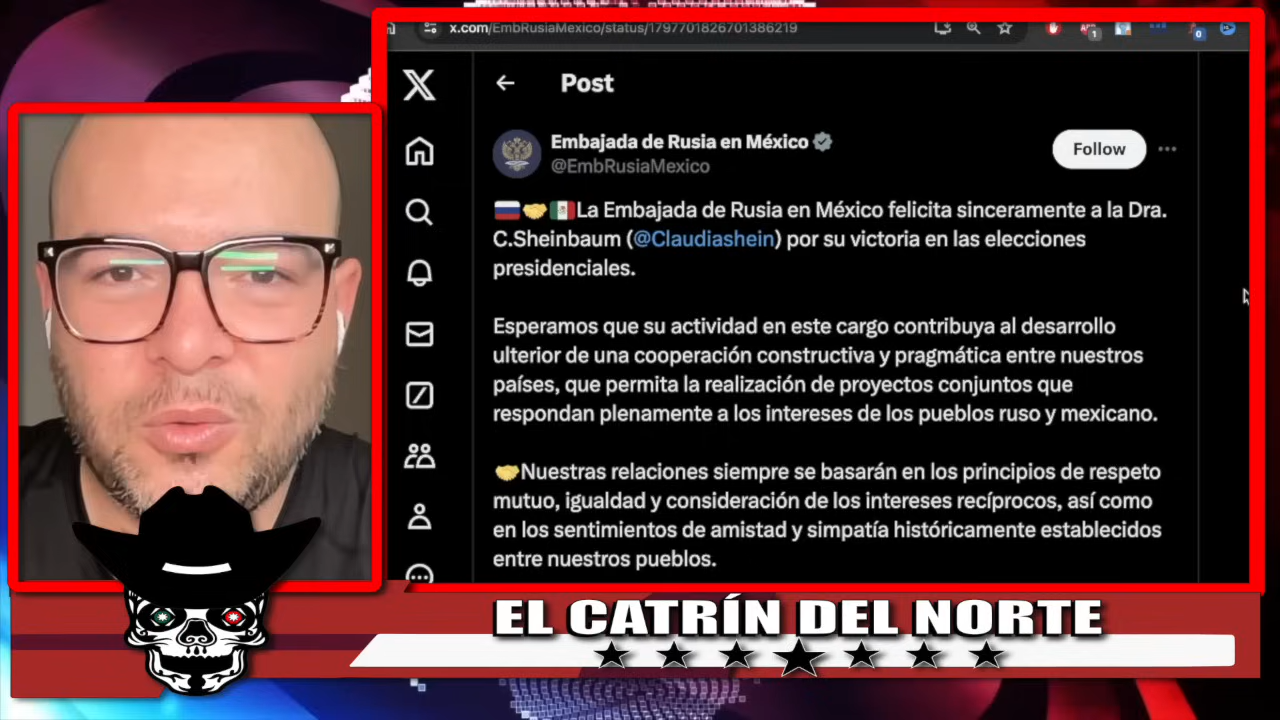 x.com/EmbRusiaMexico/status/1797701826701386219
Post
Embajada de Rusia en México
@EmbRusiaMexico
Follow
🇷🇺🤝🇲🇽La Embajada de Rusia en México felicita sinceramente a la Dra.
C.Sheinbaum (@Claudiashein) por su victoria en las elecciones
presidenciales.
Esperamos que su actividad en este cargo contribuya al desarrollo
ulterior de una cooperación constructiva y pragmática entre nuestros
países, que permita la realización de proyectos conjuntos que
respondan plenamente a los intereses de los pueblos ruso y mexicano.
🤝Nuestras relaciones siempre se basarán en los principios de respeto
mutuo, igualdad y consideración de los intereses recíprocos, así como
en los sentimientos de amistad y simpatía históricamente establecidos
entre nuestros pueblos.
EL CATRÍN DEL NORTE